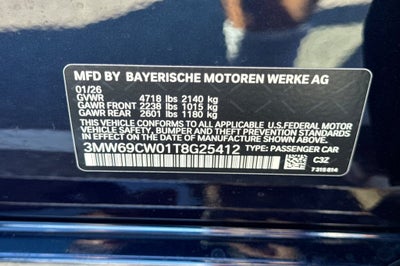 MFD BY BAYERISCHE MOTOREN WERKE AG
01/26
GVWR 4718 lbs 2140 kg
GAWR FRONT 2238 lbs 1015 kg
GAWR REAR 2601 lbs 1180 kg
THIS VEHICLE CONFORMS TO ALL APPLICABLE
U.S.FEDERAL MOTOR
VEHICLE SAFETY, BUMPER, AND THEFT PREVENTION STANDARDS
IN EFFECT ON THE DATE OF MANUFACTURE SHOWN ABOVE.
3MW69CW01T8G25412 TYPE: PASSENGER CAR
C3Z
7315814